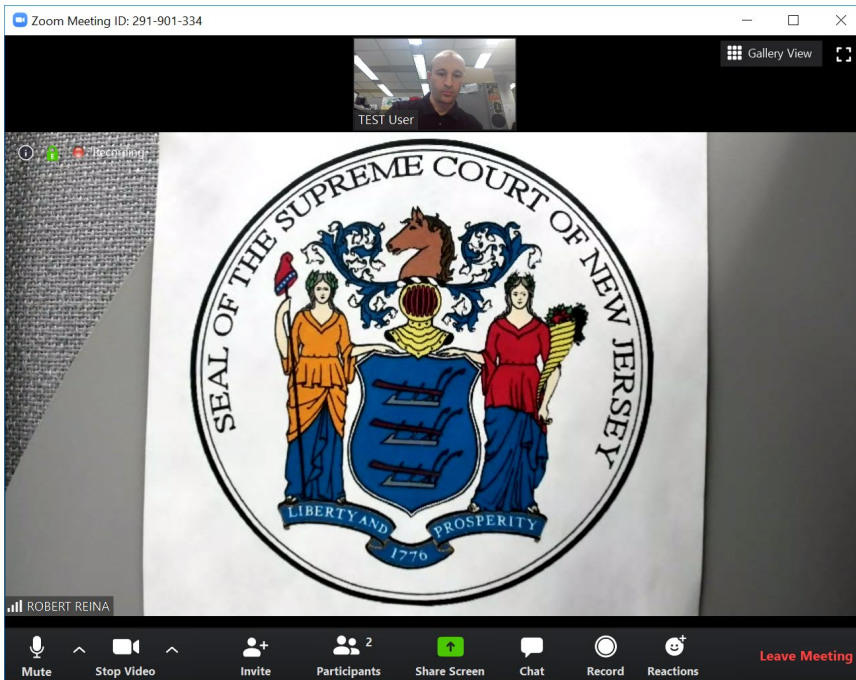 Zoom Meeting ID: 291-901-334
Gallery View
TEST User
Recording
SEAL OF THE SUPREME COURT OF NEW JERSEY
LIBERTY AND PROSPERITY
1776
ROBERT REINA
2
Mute
Stop Video
Invite
Participants
Share Screen
Chat
Record
Reactions
Leave Meeting